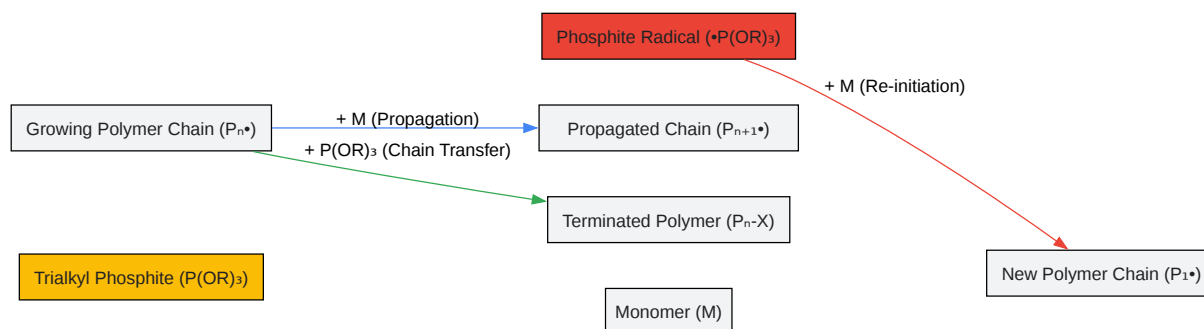 Phosphite Radical (•P(OR)₃)
+ M (Re-initiation)
Growing Polymer Chain (Pₙ•)
+ M (Propagation)
Propagated Chain (Pₙ₊₁•)
+ P(OR)₃ (Chain Transfer)
Terminated Polymer (Pₙ-X)
Trialkyl Phosphite (P(OR)₃)
New Polymer Chain (P₁•)
Monomer (M)